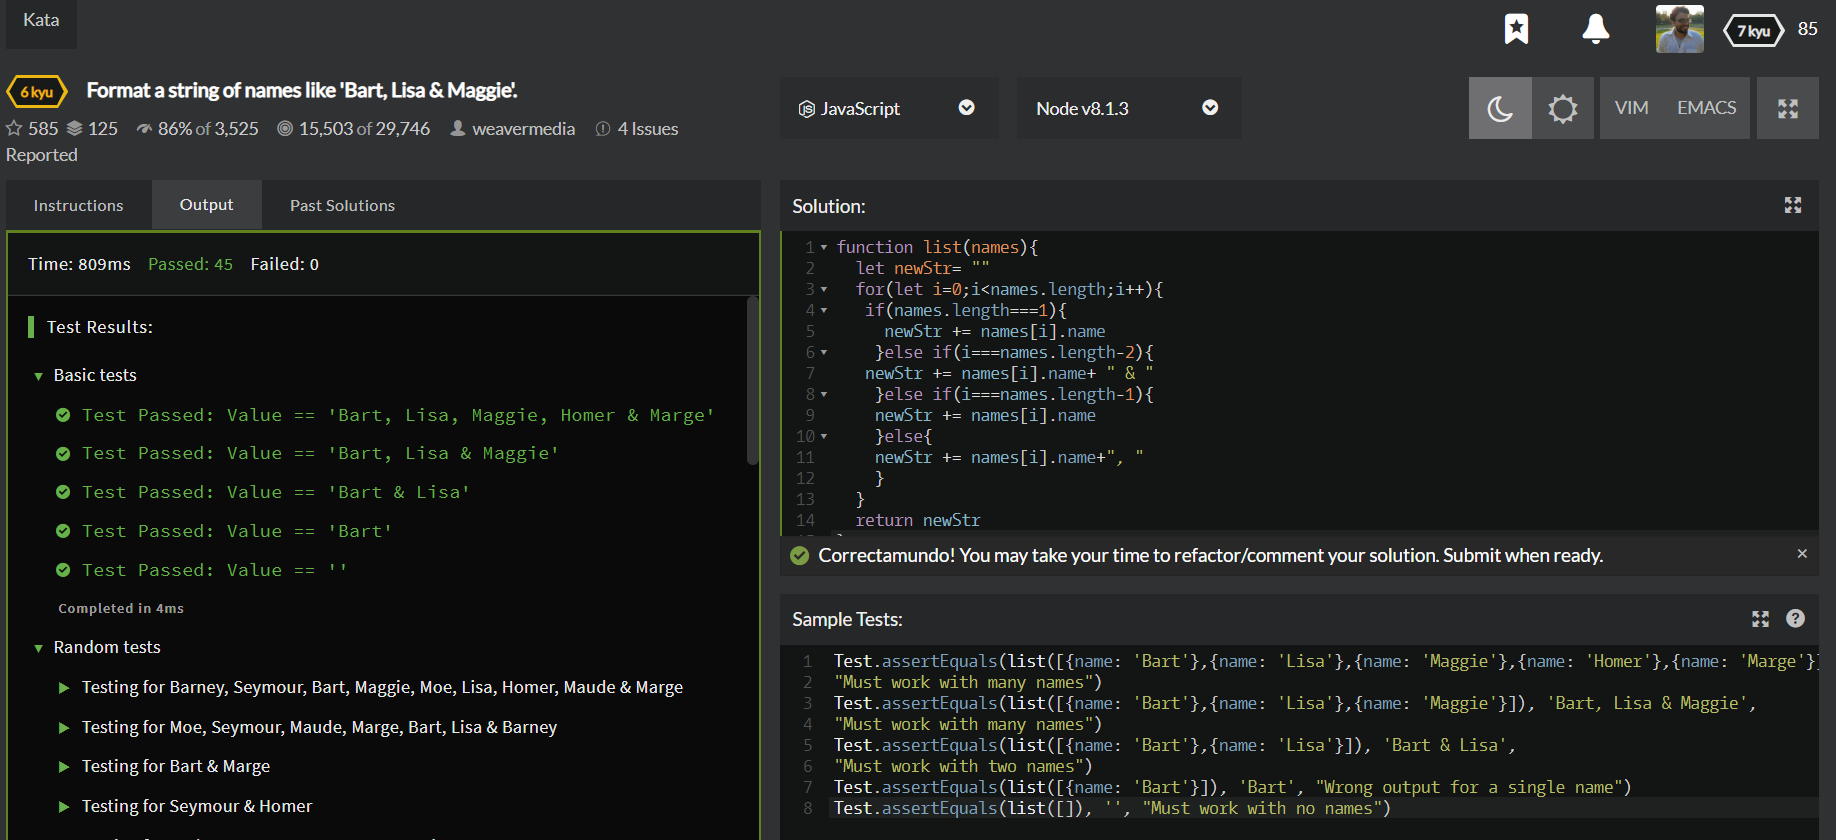 Kata
7 kyu 85
6 kyu Format a string of names like 'Bart, Lisa & Maggie'.
585 125 86% of 3,525 15,503 of 29,746 weavermedia 4 Issues
Reported
JavaScript
Node v8.1.3
VIM EMACS
Instructions Output Past Solutions
Time: 809ms Passed: 45 Failed: 0
Test Results:
Basic tests
Test Passed: Value == 'Bart, Lisa, Maggie, Homer & Marge'
Test Passed: Value == 'Bart, Lisa & Maggie'
Test Passed: Value == 'Bart & Lisa'
Test Passed: Value == 'Bart'
Test Passed: Value == ''
Completed in 4ms
Random tests
Testing for Barney, Seymour, Bart, Maggie, Moe, Lisa, Homer, Maude & Marge
Testing for Moe, Seymour, Maude, Marge, Bart, Lisa & Barney
Testing for Bart & Marge
Testing for Seymour & Homer
Solution:
1 function list(names){
2 let newStr= ""
3 for(let i=0;i<names.length;i++){
4 if(names.length===1){
5 newStr += names[i].name
6 }else if(i===names.length-2){
7 newStr += names[i].name+ " & "
8 }else if(i===names.length-1){
9 newStr += names[i].name
10 }else{
11 newStr += names[i].name+", "
12 }
13 }
14 return newStr
Correctamundo! You may take your time to refactor/comment your solution. Submit when ready. ×
Sample Tests: ?
1 Test.assertEquals(list([{name: 'Bart'},{name: 'Lisa'},{name: 'Maggie'},{name: 'Homer'},{name: 'Marge'}]
2 "Must work with many names")
3 Test.assertEquals(list([{name: 'Bart'},{name: 'Lisa'},{name: 'Maggie'}]), 'Bart, Lisa & Maggie',
4 "Must work with many names")
5 Test.assertEquals(list([{name: 'Bart'},{name: 'Lisa'}]), 'Bart & Lisa',
6 "Must work with two names")
7 Test.assertEquals(list([{name: 'Bart'}]), 'Bart', "Wrong output for a single name")
8 Test.assertEquals(list([]), '', "Must work with no names")